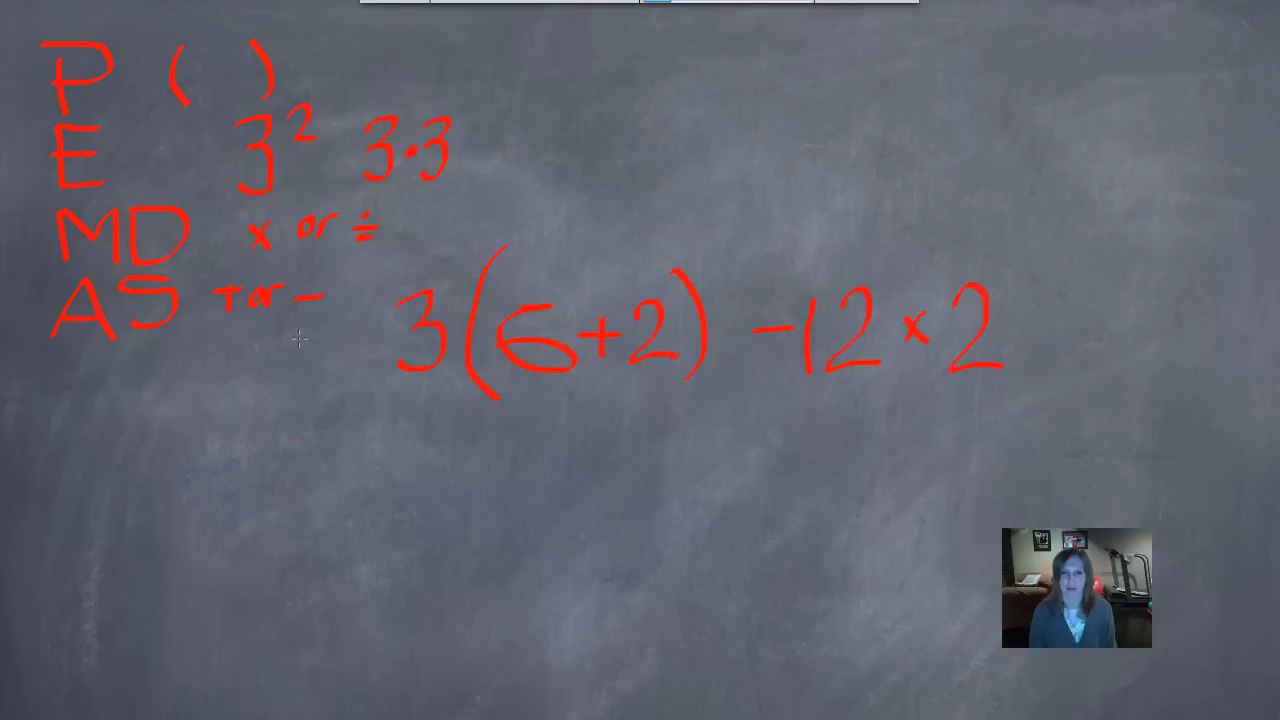 P ( )
E 3² 3·3
MD x or ÷
AS + or −
3(6+2) -12 x 2